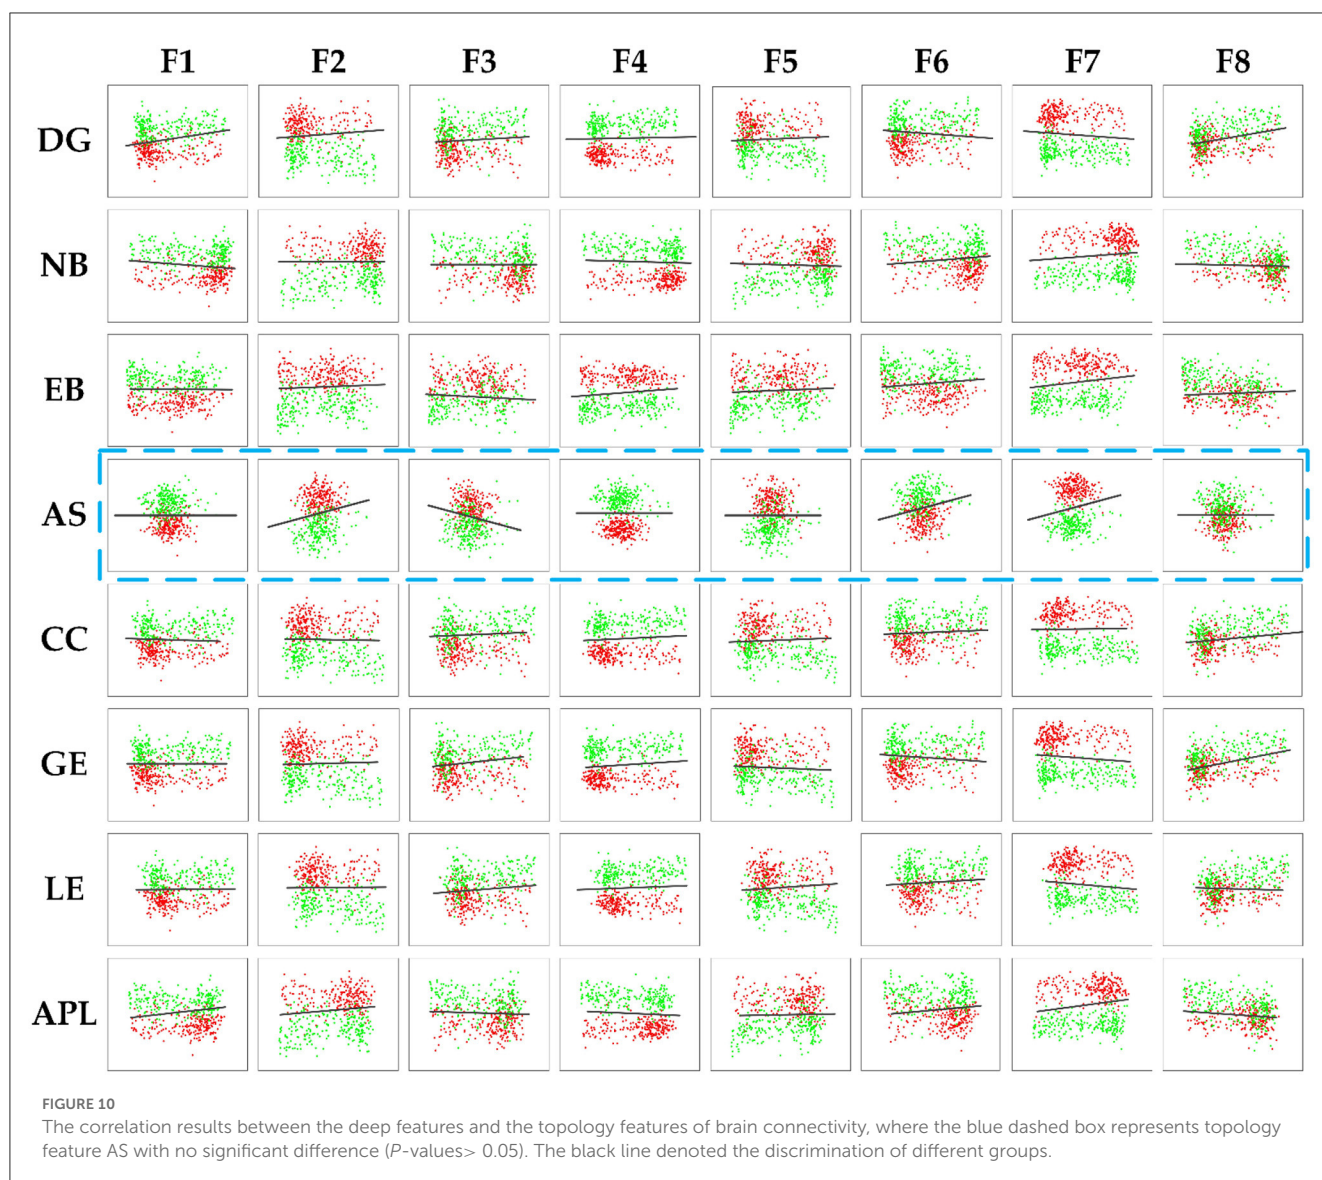 F1 F2 F3 F4 F5 F6 F7 F8
DG
NB
EB
AS
CC
GE
LE
APL
FIGURE 10
The correlation results between the deep features and the topology features of brain connectivity, where the blue dashed box represents topology
feature AS with no significant difference (P-values> 0.05). The black line denoted the discrimination of different groups.